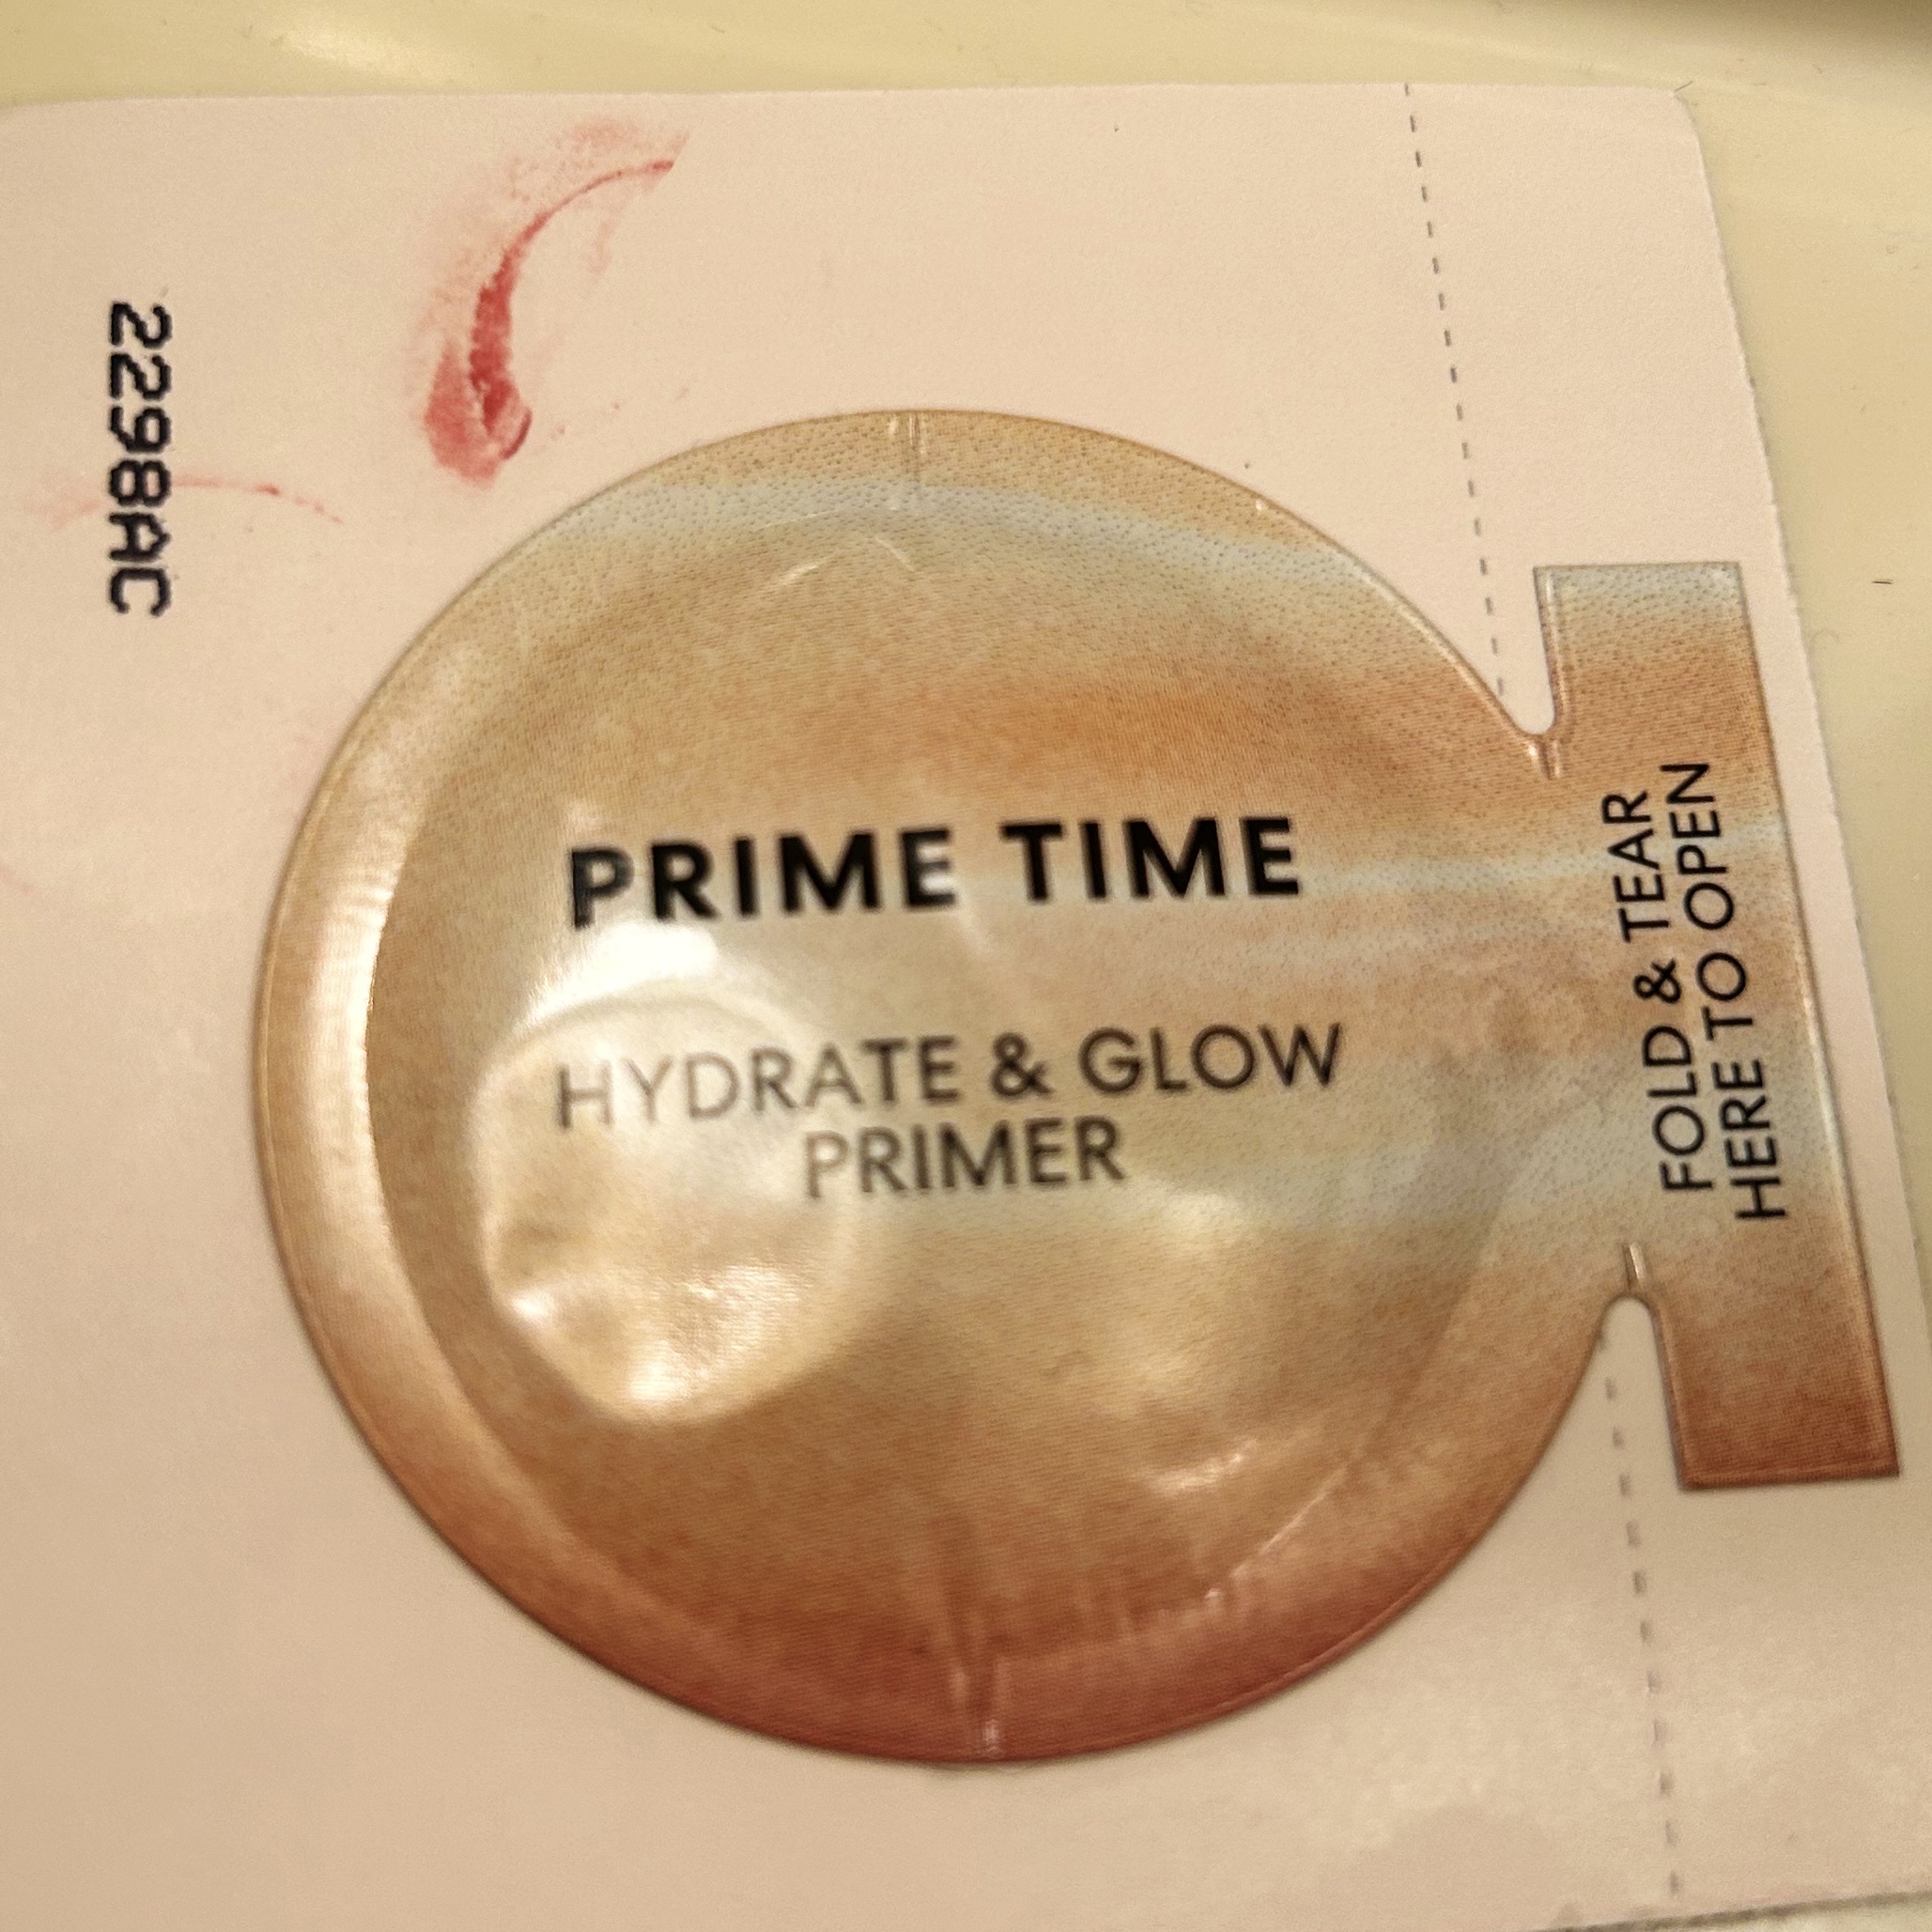 2298AC
PRIME TIME
HYDRATE & GLOW
PRIMER
FOLD & TEAR
HERE TO OPEN